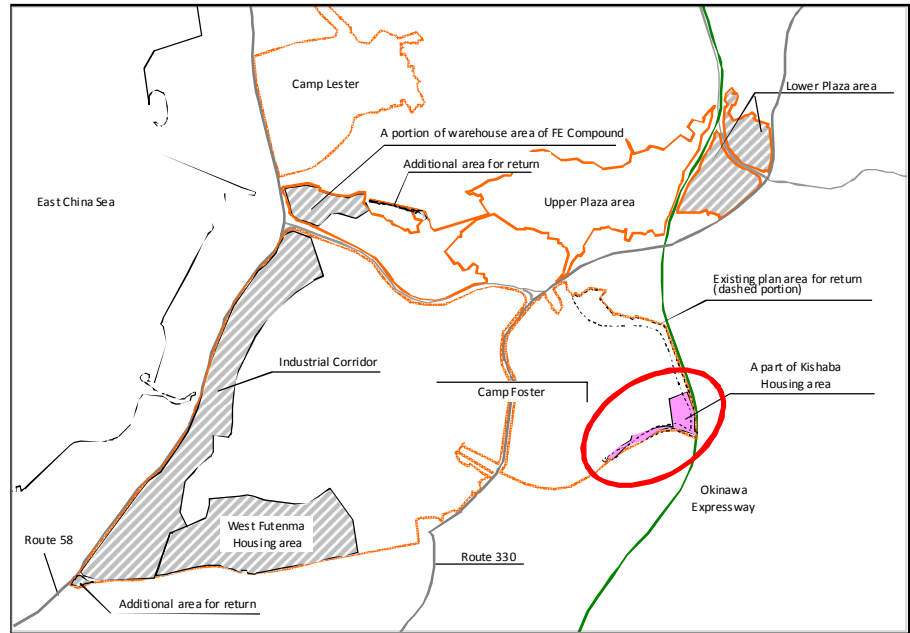 Camp Lester
Lower Plaza area
A portion of warehouse area of FE Compound
Additional area for return
East China Sea
Upper Plaza area
Existing plan area for return
(dashed portion)
Industrial Corridor
A part of Kishaba
Housing area
Camp Foster
Okinawa
Expressway
West Futenma
Housing area
Route 58
Route 330
Additional area for return